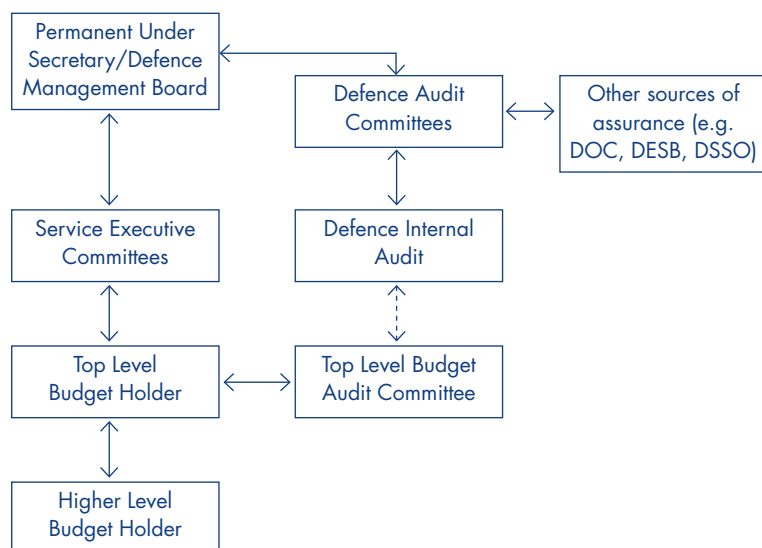 Permanent Under
Secretary/Defence
Management Board
Defence Audit
Committees
Other sources of
assurance (e.g.
DOC, DESB, DSSO)
Service Executive
Committees
Defence Internal
Audit
Top Level
Budget Holder
Top Level Budget
Audit Committee
Higher Level
Budget Holder